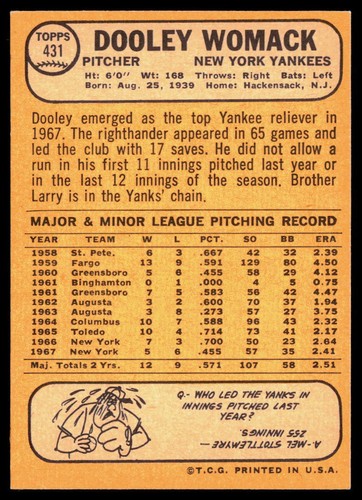 TOPPS
431
DOOLEY WOMACK
PITCHER NEW YORK YANKEES
Ht: 6'0" Wt: 168 Throws: Right Bats: Left
Born: Aug. 25, 1939 Home: Hackensack, N.J.
Dooley emerged as the top Yankee reliever in
1967. The righthander appeared in 65 games and
led the club with 17 saves. He did not allow a
run in his first 11 innings pitched last year or
in the last 12 innings of the season. Brother
Larry is in the Yanks' chain.
MAJOR & MINOR LEAGUE PITCHING RECORD
YEAR TEAM W L PCT. SO BB ERA
1958 St. Pete. 6 3 .667 42 32 2.39
1959 Fargo 13 9 .591 129 80 4.50
1960 Greensboro 5 6 .455 58 29 4.12
1961 Binghamton 0 1 .000 4 5 0.75
1961 Greensboro 7 5 .583 56 42 4.47
1962 Augusta 3 2 .600 70 37 1.94
1963 Augusta 3 8 .273 57 27 3.75
1964 Columbus 10 7 .588 96 43 2.32
1965 Toledo 10 4 .714 73 41 2.17
1966 New York 7 3 .700 50 23 2.64
1967 New York 5 6 .455 57 35 2.41
Maj. Totals 2 Yrs. 12 9 .571 107 58 2.51
Q.- WHO LED THE YANKS IN
INNINGS PITCHED LAST
YEAR?
A.- MEL STOTTLEMYRE —
255 INNINGS.
©T.C.G. PRINTED IN U.S.A.